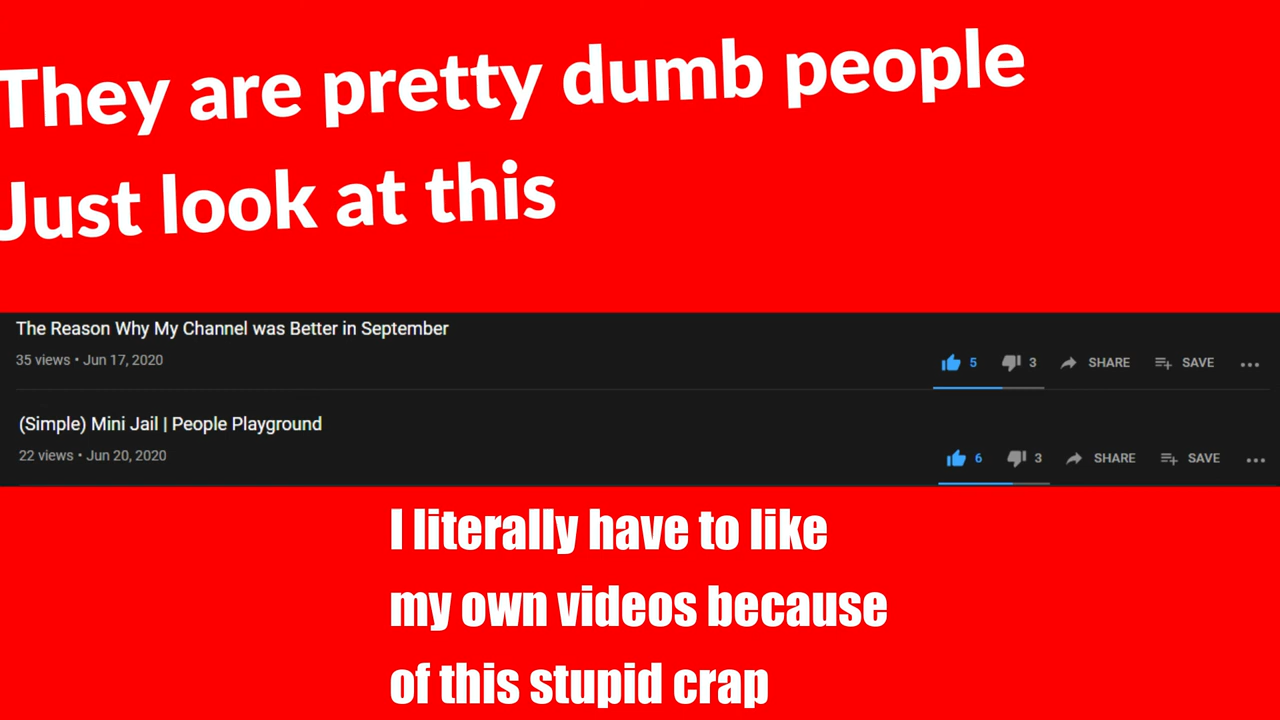 They are pretty dumb people
Just look at this
The Reason Why My Channel was Better in September
35 views • Jun 17, 2020
5 3 SHARE SAVE
(Simple) Mini Jail | People Playground
22 views • Jun 20, 2020
6 3 SHARE SAVE
I literally have to like
my own videos because
of this stupid crap